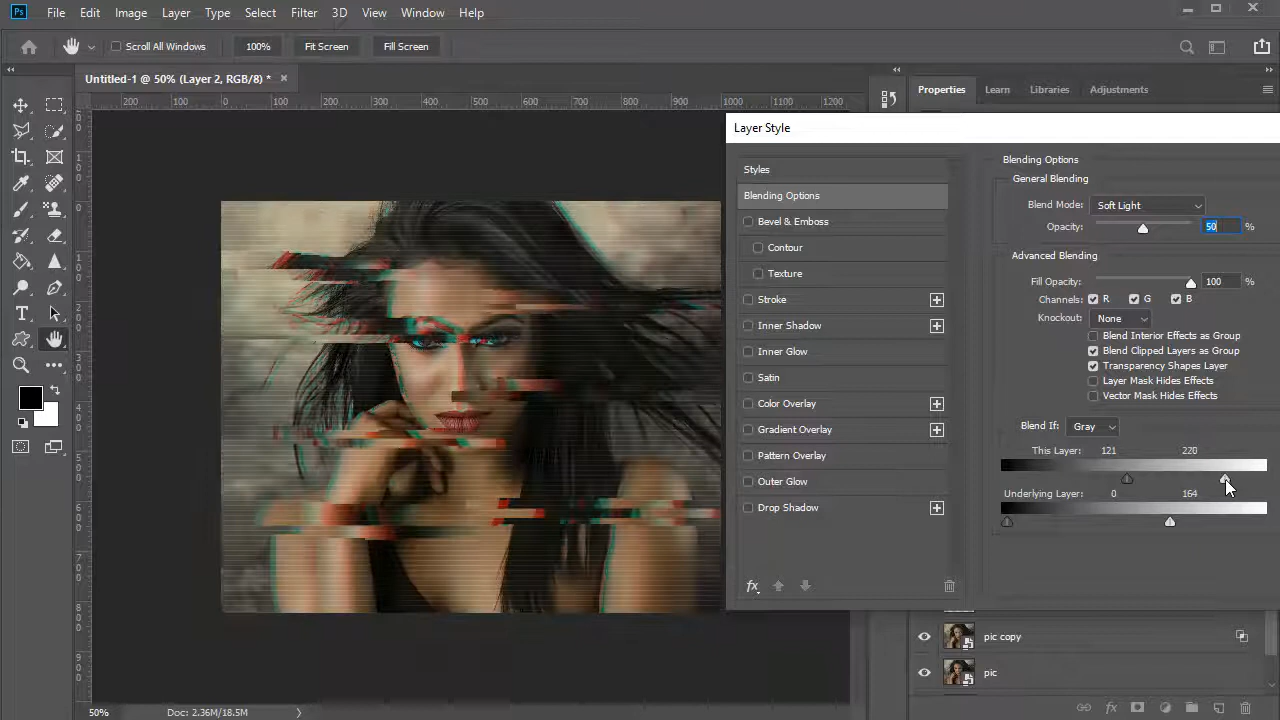 Ps File Edit Image Layer Type Select Filter 3D View Window Help
Scroll All Windows 100% Fit Screen Fill Screen
Untitled-1 @ 50% (Layer 2, RGB/8) * ×
Properties Learn Libraries Adjustments
200 100 0 100 200 300 400 500 600 700 800 900 1000 1100 1200
Layer Style
Styles
Blending Options
Bevel & Emboss
Contour
Texture
Stroke
Inner Shadow
Inner Glow
Satin
Color Overlay
Gradient Overlay
Pattern Overlay
Outer Glow
Drop Shadow
fx
Blending Options
General Blending
Blend Mode: Soft Light
Opacity: 50 %
Advanced Blending
Fill Opacity: 100 %
Channels: R G B
Knockout: None
Blend Interior Effects as Group
Blend Clipped Layers as Group
Transparency Shapes Layer
Layer Mask Hides Effects
Vector Mask Hides Effects
Blend If: Gray
This Layer: 121 220
Underlying Layer: 0 164
pic copy
pic
fx
50% Doc: 2.36M/18.5M